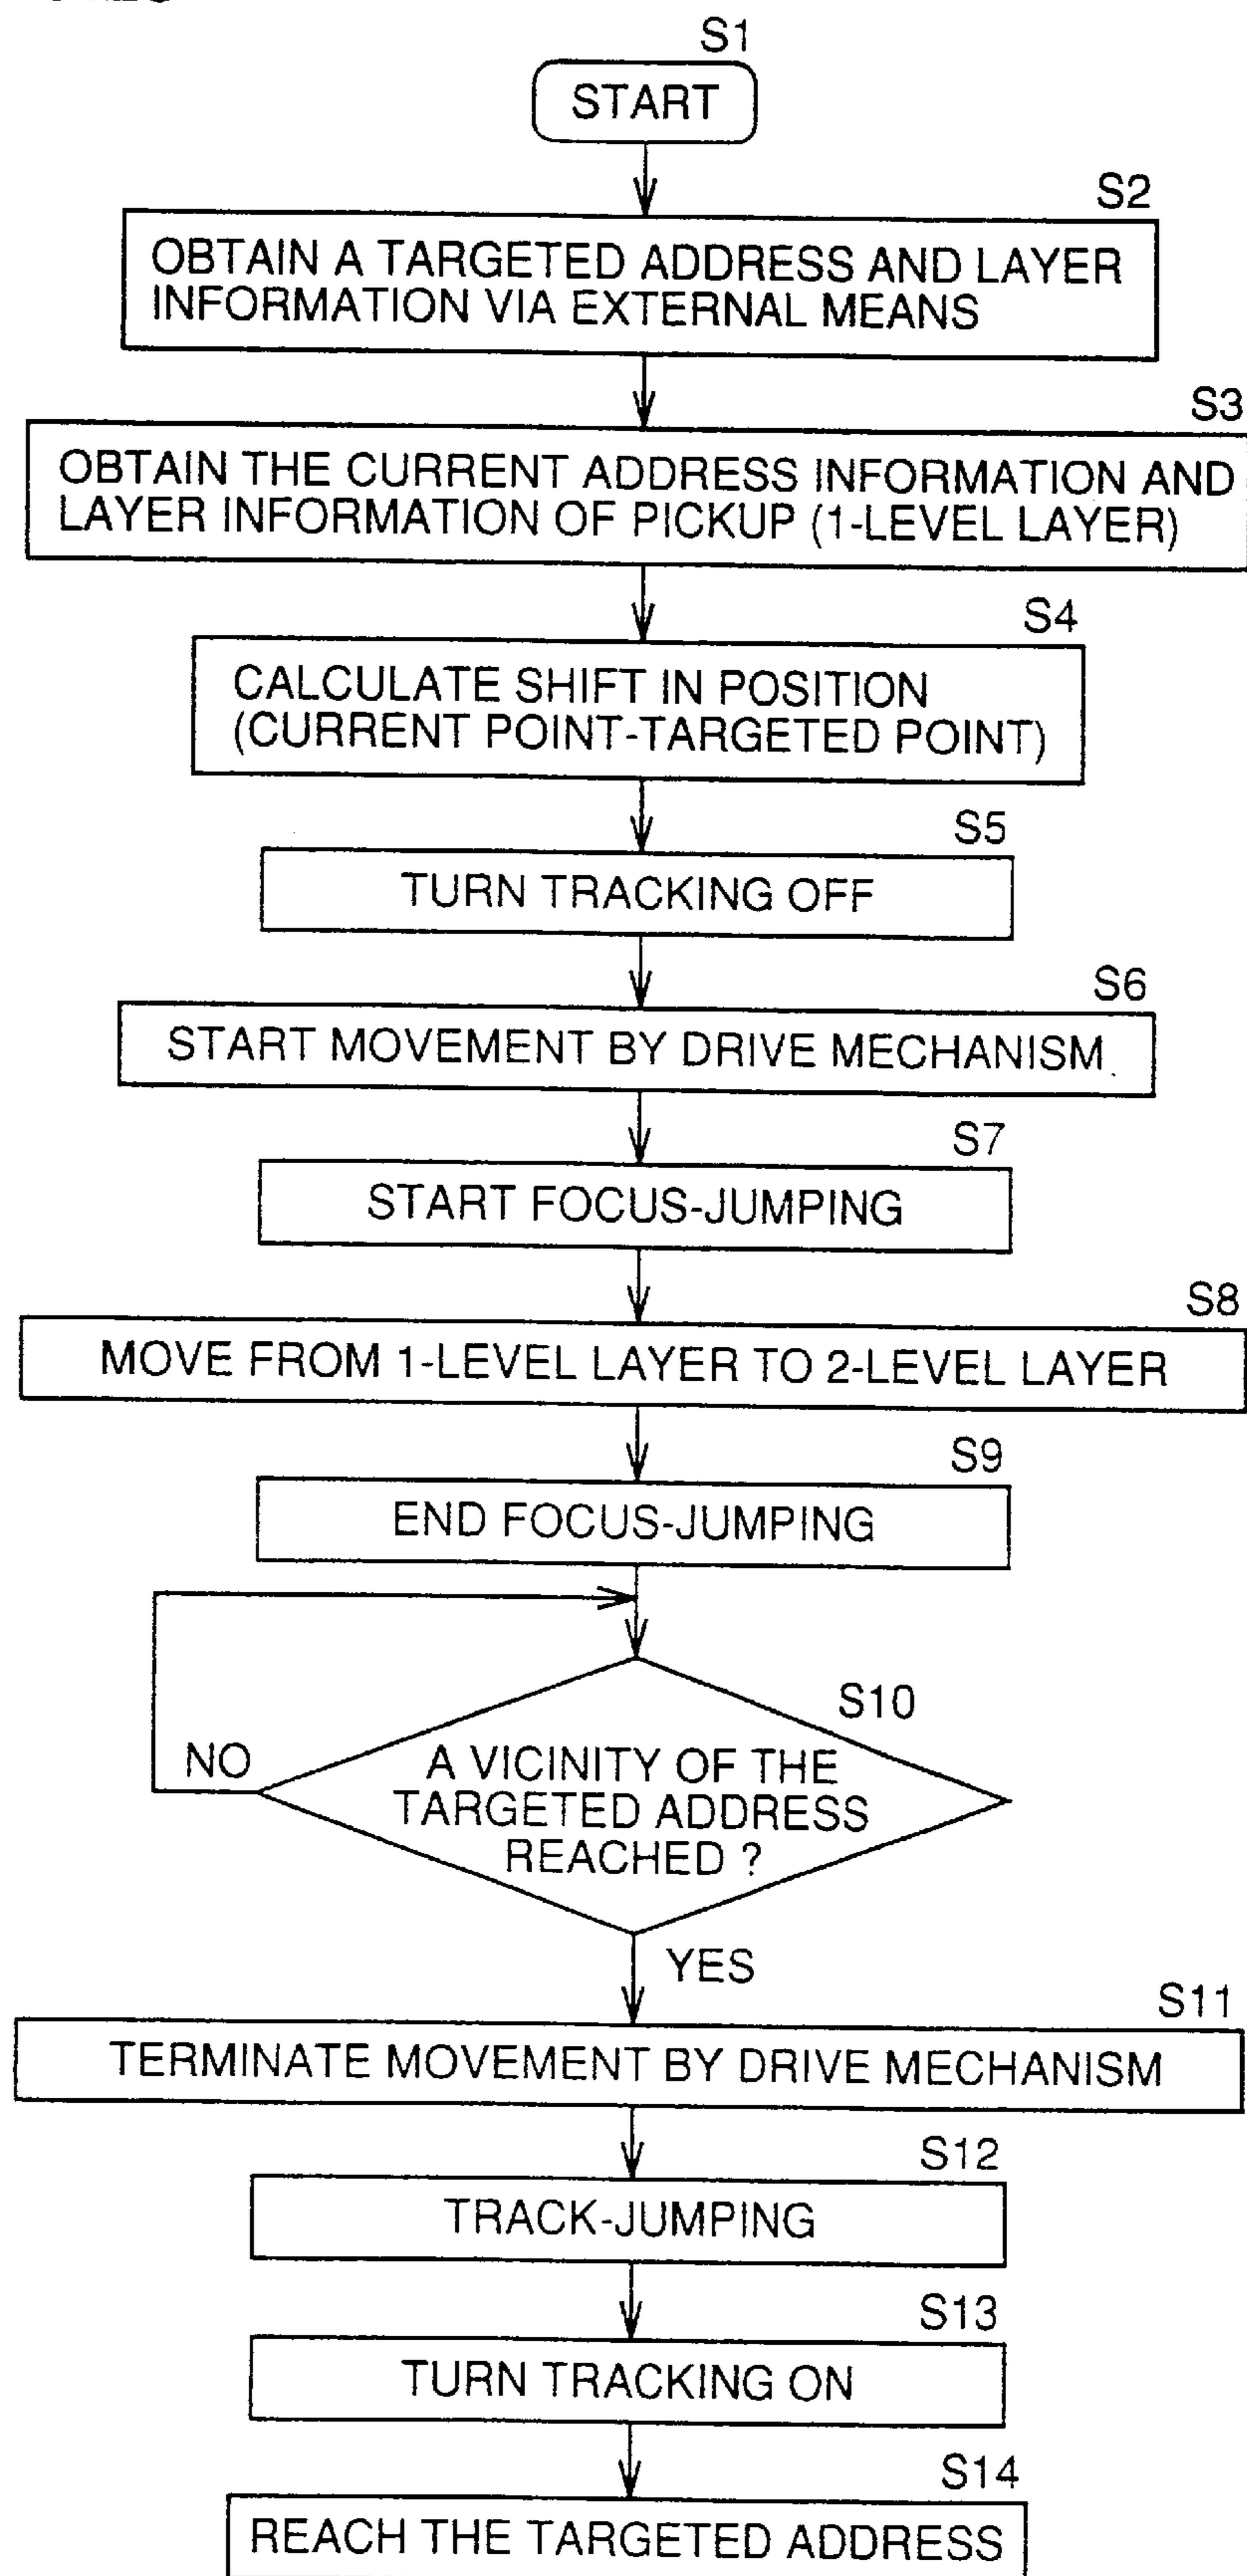 S1
START
S2
OBTAIN A TARGETED ADDRESS AND LAYER
INFORMATION VIA EXTERNAL MEANS
S3
OBTAIN THE CURRENT ADDRESS INFORMATION AND
LAYER INFORMATION OF PICKUP (1-LEVEL LAYER)
S4
CALCULATE SHIFT IN POSITION
(CURRENT POINT-TARGETED POINT)
S5
TURN TRACKING OFF
S6
START MOVEMENT BY DRIVE MECHANISM
S7
START FOCUS-JUMPING
S8
MOVE FROM 1-LEVEL LAYER TO 2-LEVEL LAYER
S9
END FOCUS-JUMPING
S10
NO
A VICINITY OF THE
TARGETED ADDRESS
REACHED ?
YES
S11
TERMINATE MOVEMENT BY DRIVE MECHANISM
S12
TRACK-JUMPING
S13
TURN TRACKING ON
S14
REACH THE TARGETED ADDRESS